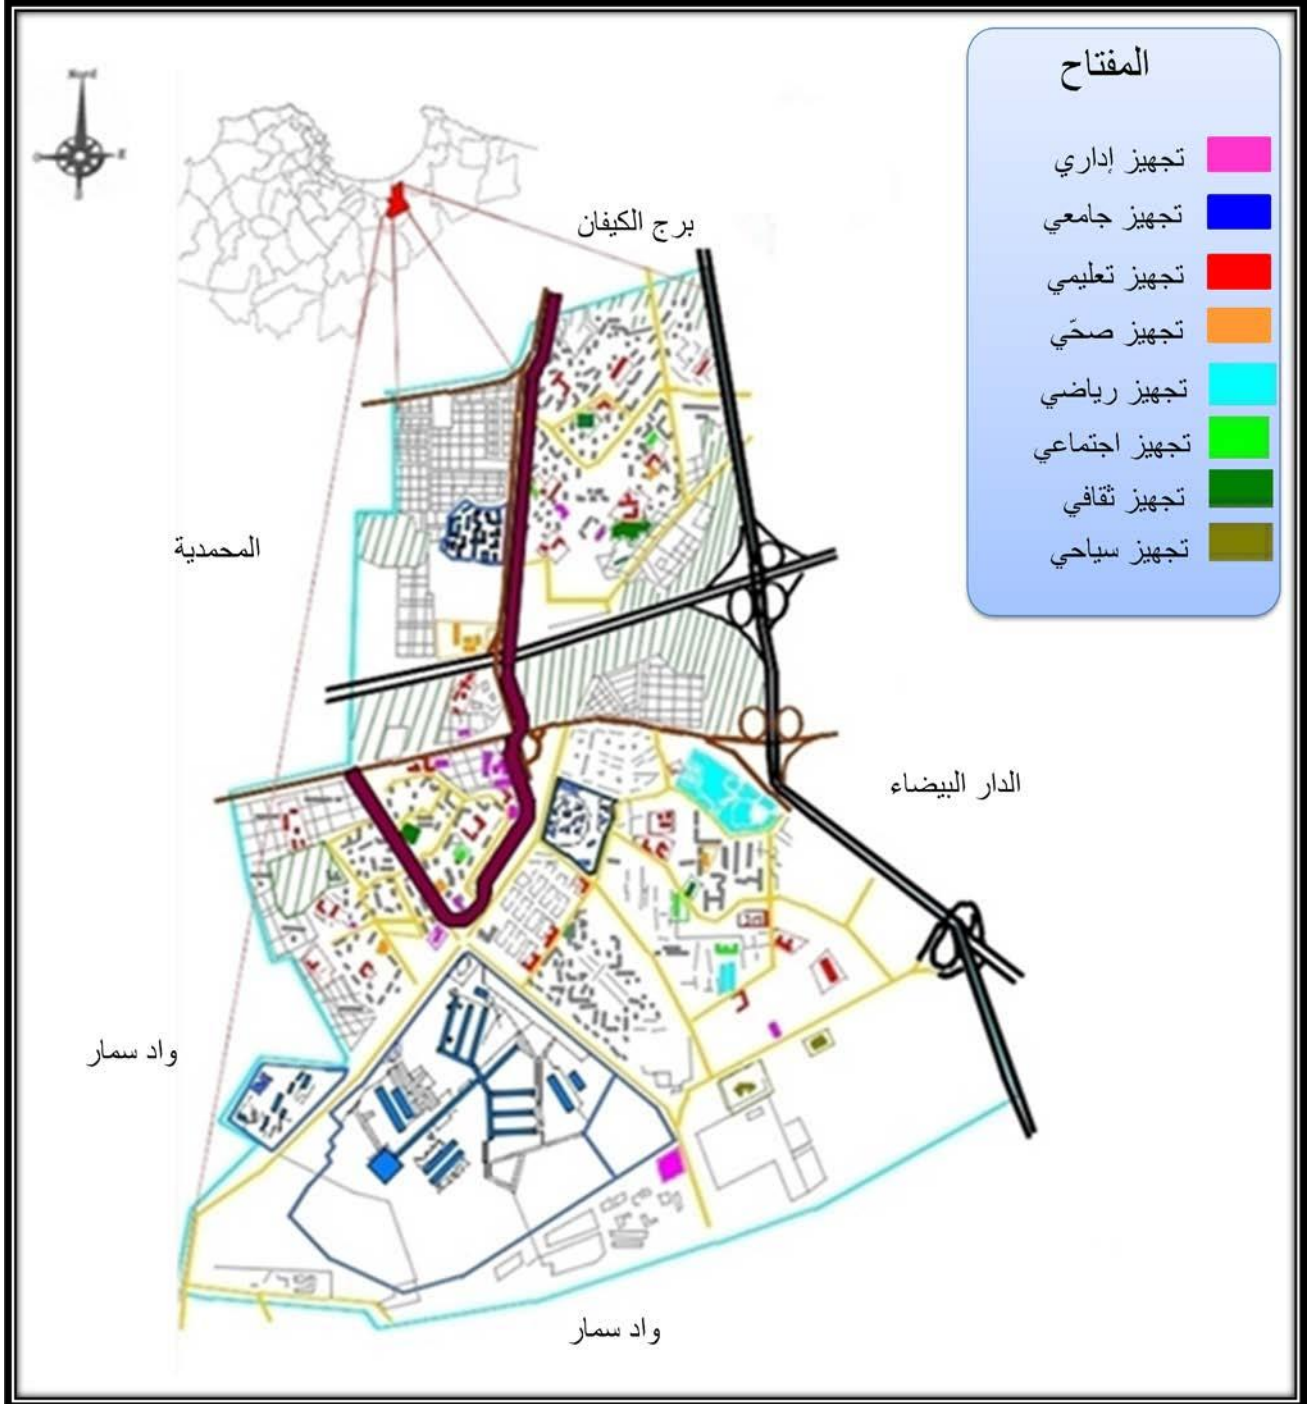 المفتاح
تجهيز إداري
تجهيز جامعي
تجهيز تعليمي
تجهيز صحّي
تجهيز رياضي
تجهيز اجتماعي
تجهيز ثقافي
تجهيز سياحي
Nord
برج الكيفان
المحمدية
الدار البيضاء
واد سمار
واد سمار